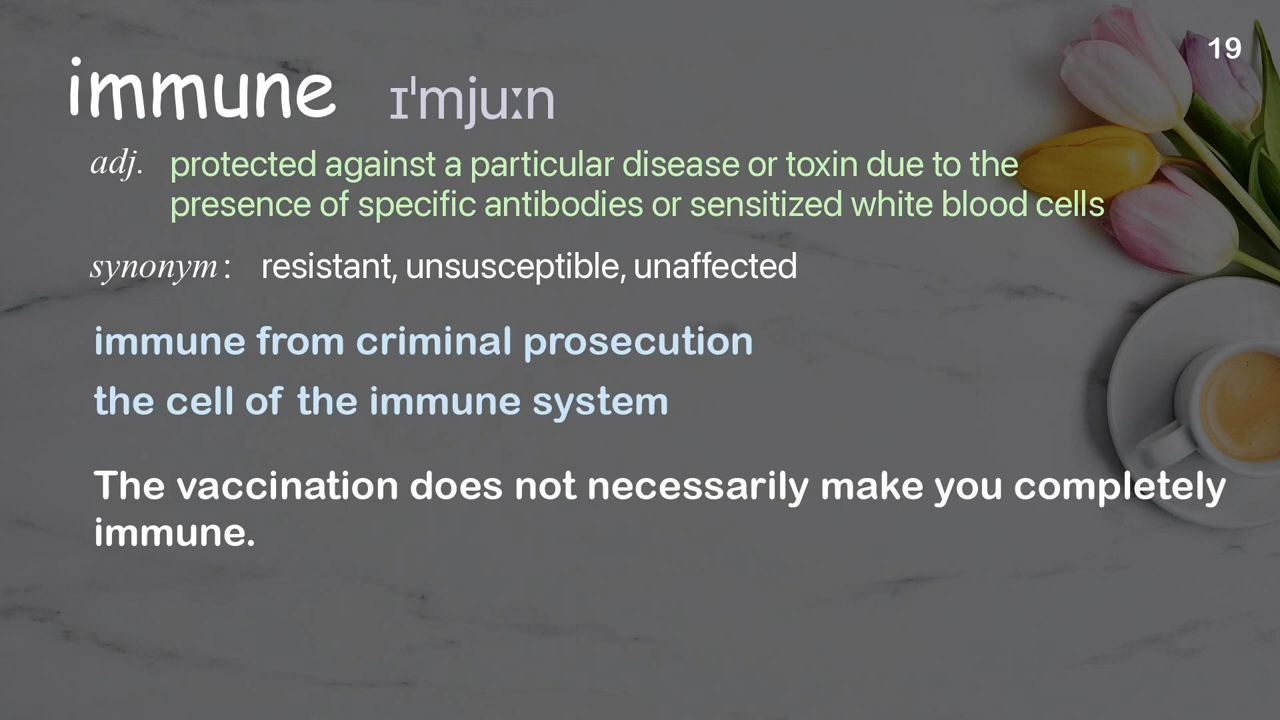 19
immune ɪˈmjuːn
adj. protected against a particular disease or toxin due to the
presence of specific antibodies or sensitized white blood cells
synonym : resistant, unsusceptible, unaffected
immune from criminal prosecution
the cell of the immune system
The vaccination does not necessarily make you completely
immune.